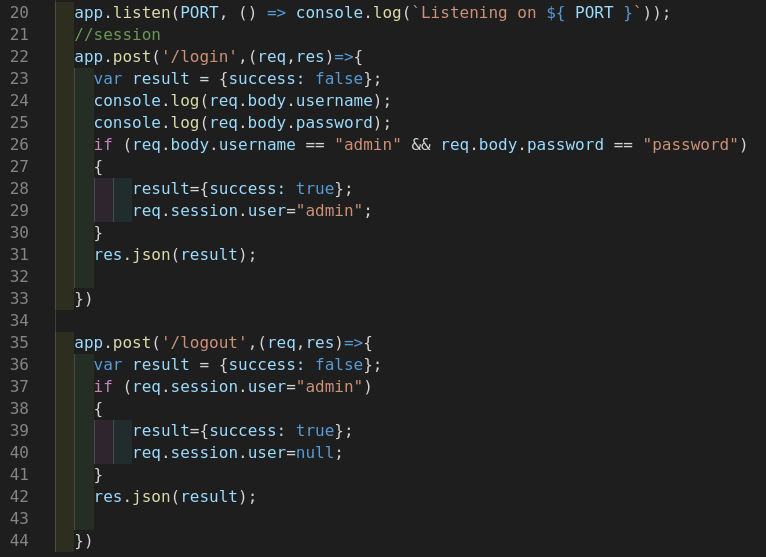 20 app.listen(PORT, () => console.log(`Listening on ${ PORT }`));
21 //session
22 app.post('/login',(req,res)=>{
23 var result = {success: false};
24 console.log(req.body.username);
25 console.log(req.body.password);
26 if (req.body.username == "admin" && req.body.password == "password")
27 {
28 result={success: true};
29 req.session.user="admin";
30 }
31 res.json(result);
32
33 })
34
35 app.post('/logout',(req,res)=>{
36 var result = {success: false};
37 if (req.session.user="admin")
38 {
39 result={success: true};
40 req.session.user=null;
41 }
42 res.json(result);
43
44 })